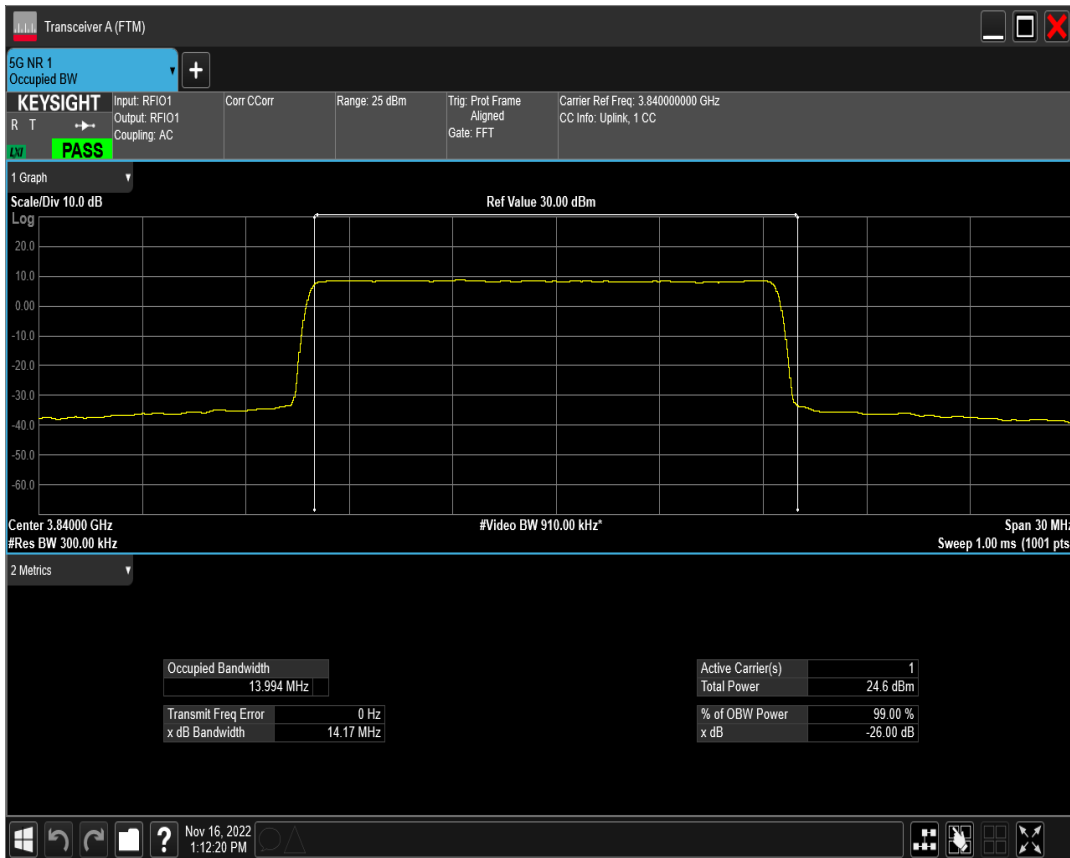 Transceiver A (FTM)
5G NR 1
Occupied BW
+
KEYSIGHT
R T
LXI
PASS
Input: RFIO1
Output: RFIO1
Coupling: AC
Corr CCorr
Range: 25 dBm
Trig: Prot Frame
Aligned
Gate: FFT
Carrier Ref Freq: 3.840000000 GHz
CC Info: Uplink, 1 CC
1 Graph
Scale/Div 10.0 dB
Ref Value 30.00 dBm
Log
20.0
10.0
0.00
-10.0
-20.0
-30.0
-40.0
-50.0
-60.0
Center 3.84000 GHz
#Video BW 910.00 kHz*
Span 30 MHz
#Res BW 300.00 kHz
Sweep 1.00 ms (1001 pts
2 Metrics
Occupied Bandwidth
13.994 MHz
Transmit Freq Error 0 Hz
x dB Bandwidth 14.17 MHz
Active Carrier(s) 1
Total Power 24.6 dBm
% of OBW Power 99.00 %
x dB -26.00 dB
?
Nov 16, 2022
1:12:20 PM